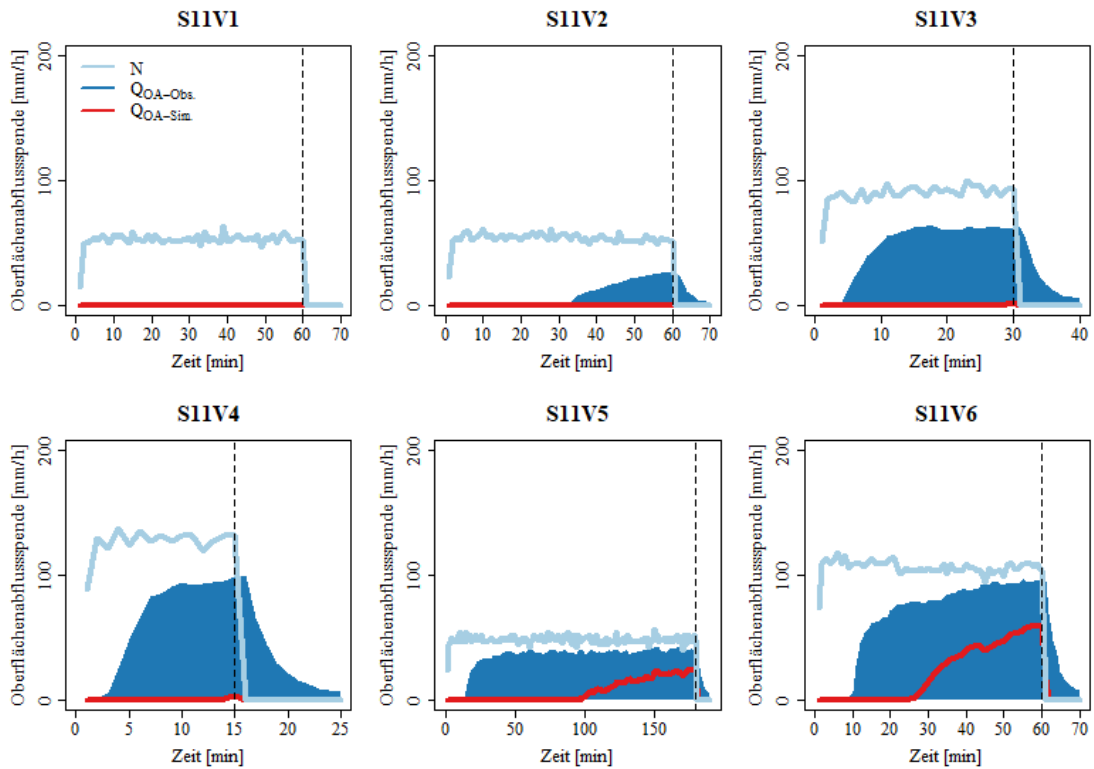 S11V1
S11V2
S11V3
Oberflächenabflussspende [mm/h]
0 100 200
N
Q_OA–Obs.
Q_OA–Sim.
0 10 20 30 40 50 60 70
Zeit [min]
Oberflächenabflussspende [mm/h]
0 100 200
0 10 20 30 40 50 60 70
Zeit [min]
Oberflächenabflussspende [mm/h]
0 100 200
0 10 20 30 40
Zeit [min]
S11V4
S11V5
S11V6
Oberflächenabflussspende [mm/h]
0 100 200
0 5 10 15 20 25
Zeit [min]
Oberflächenabflussspende [mm/h]
0 100 200
0 50 100 150
Zeit [min]
Oberflächenabflussspende [mm/h]
0 100 200
0 10 20 30 40 50 60 70
Zeit [min]